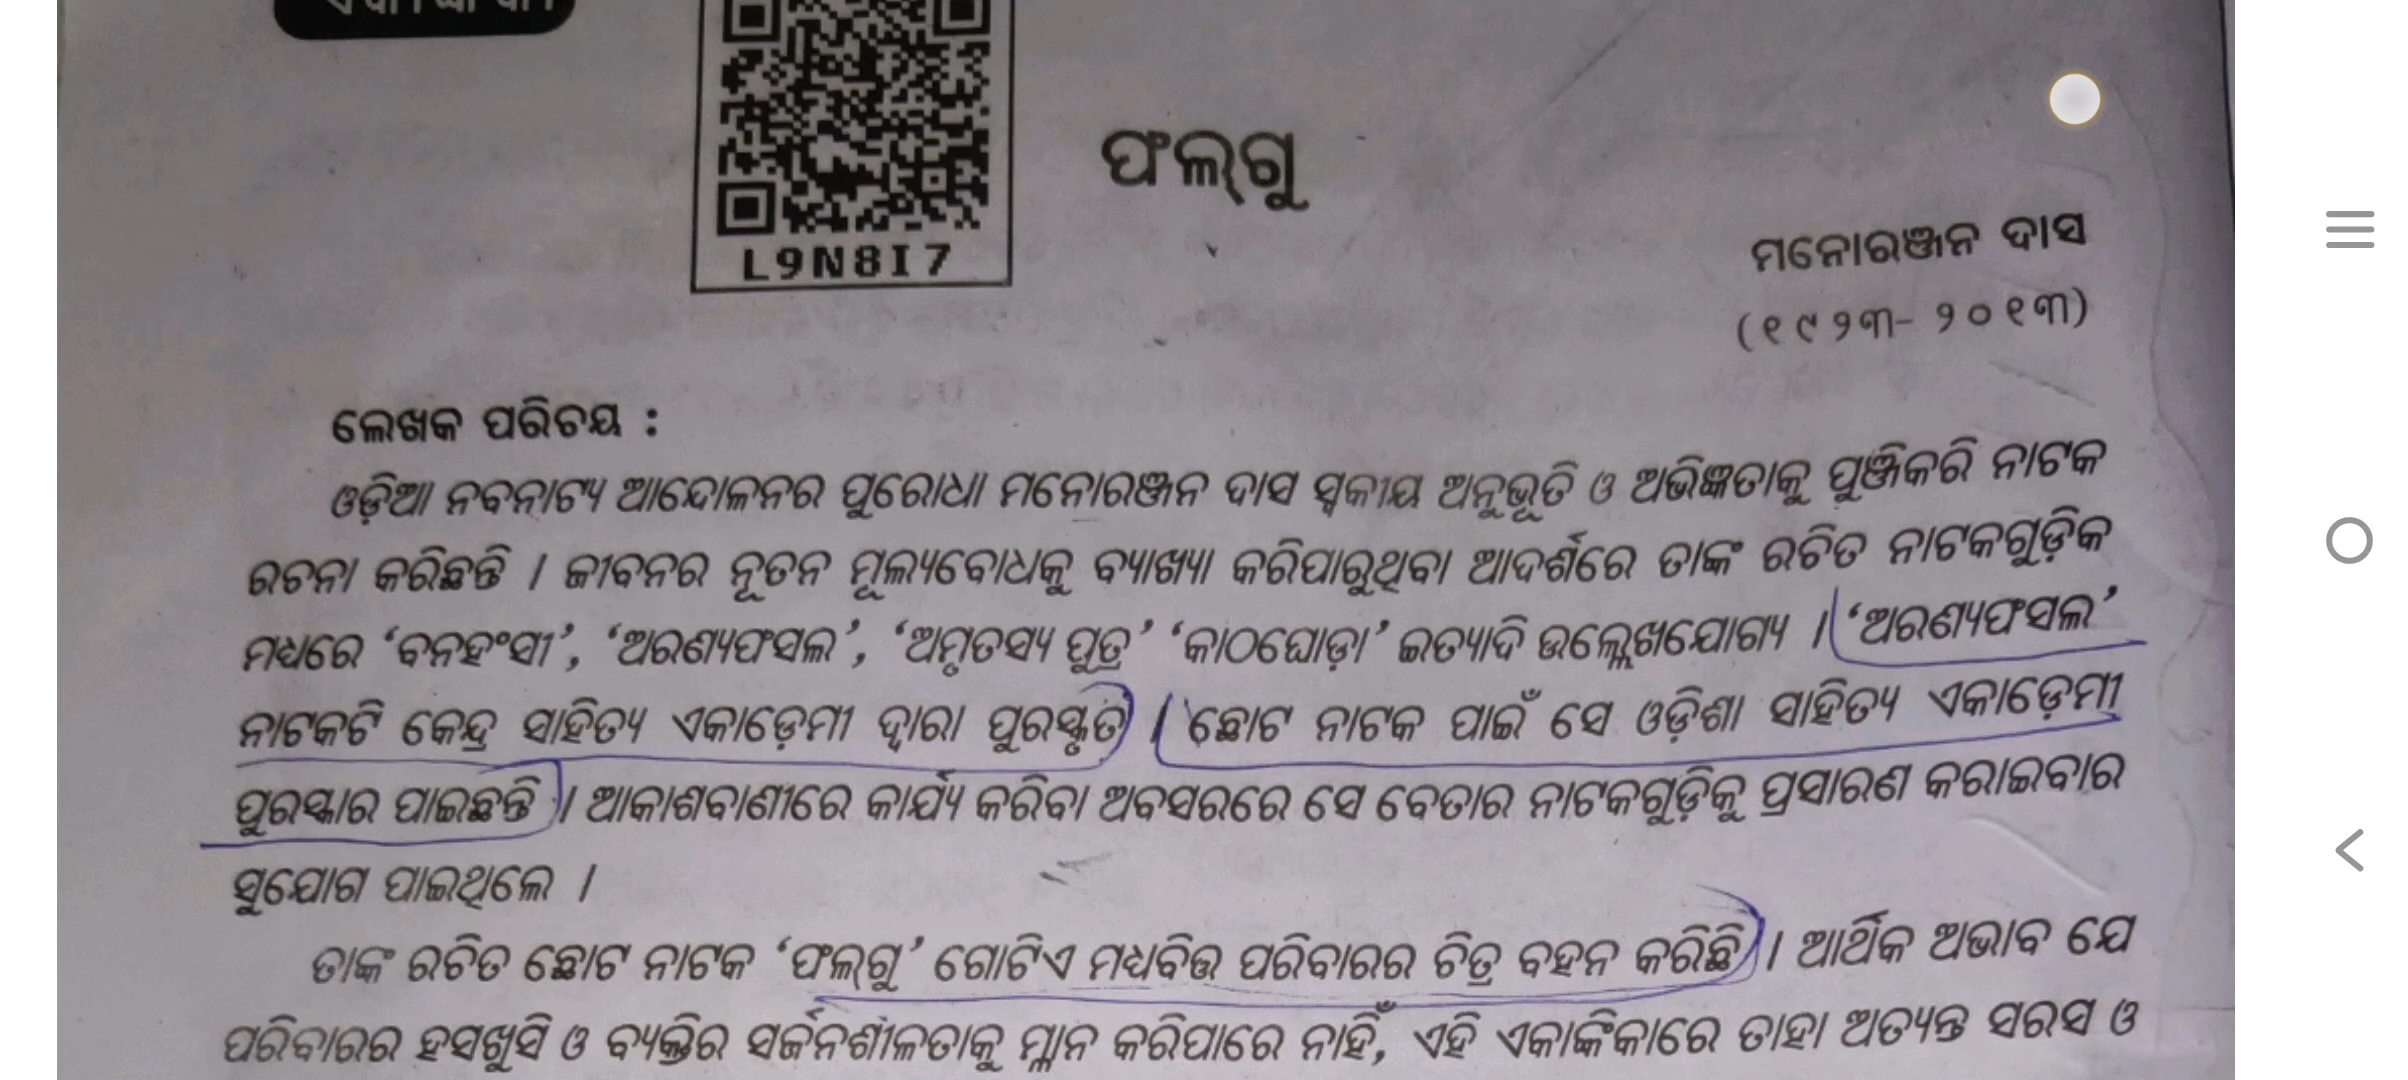 L9N8I7
ଫଲ୍‌ଗୁ
ମନୋରଞ୍ଜନ ଦାସ
(୧୯୨୩- ୨୦୧୩)
ଲେଖକ ପରିଚୟ :
ଓଡ଼ିଆ ନବନାଟ୍ୟ ଆନ୍ଦୋଳନର ପୁରୋଧା ମନୋରଞ୍ଜନ ଦାସ ସ୍ୱକୀୟ ଅନୁଭୂତି ଓ ଅଭିଜ୍ଞତାକୁ ପୁଞ୍ଜିକରି ନାଟକ
ରଚନା କରିଛନ୍ତି । ଜୀବନର ନୂତନ ମୂଲ୍ୟବୋଧକୁ ବ୍ୟାଖ୍ୟା କରିପାରୁଥିବା ଆଦର୍ଶରେ ତାଙ୍କ ରଚିତ ନାଟକଗୁଡ଼ିକ
ମଧ୍ୟରେ ‘ବନହଂସୀ’, ‘ଅରଣ୍ୟଫସଲ’, ‘ଅମୃତସ୍ୟ ପୁତ୍ର’ ‘କାଠଘୋଡ଼ା’ ଇତ୍ୟାଦି ଉଲ୍ଲେଖଯୋଗ୍ୟ । ‘ଅରଣ୍ୟଫସଲ’
ନାଟକଟି କେନ୍ଦ୍ର ସାହିତ୍ୟ ଏକାଡ଼େମୀ ଦ୍ୱାରା ପୁରସ୍କୃତ । ଛୋଟ ନାଟକ ପାଇଁ ସେ ଓଡ଼ିଶା ସାହିତ୍ୟ ଏକାଡ଼େମୀ
ପୁରସ୍କାର ପାଇଛନ୍ତି । ଆକାଶବାଣୀରେ କାର୍ଯ୍ୟ କରିବା ଅବସରରେ ସେ ବେତାର ନାଟକଗୁଡ଼ିକୁ ପ୍ରସାରଣ କରାଇବାର
ସୁଯୋଗ ପାଇଥିଲେ ।
ତାଙ୍କ ରଚିତ ଛୋଟ ନାଟକ ‘ଫଲ୍‌ଗୁ’ ଗୋଟିଏ ମଧ୍ୟବିତ୍ତ ପରିବାରର ଚିତ୍ର ବହନ କରିଛି । ଆର୍ଥିକ ଅଭାବ ଯେ
ପରିବାରର ହସଖୁସି ଓ ବ୍ୟକ୍ତିର ସର୍ଜନଶୀଳତାକୁ ମ୍ଳାନ କରିପାରେ ନାହିଁ, ଏହି ଏକାଙ୍କିକାରେ ତାହା ଅତ୍ୟନ୍ତ ସରସ ଓ